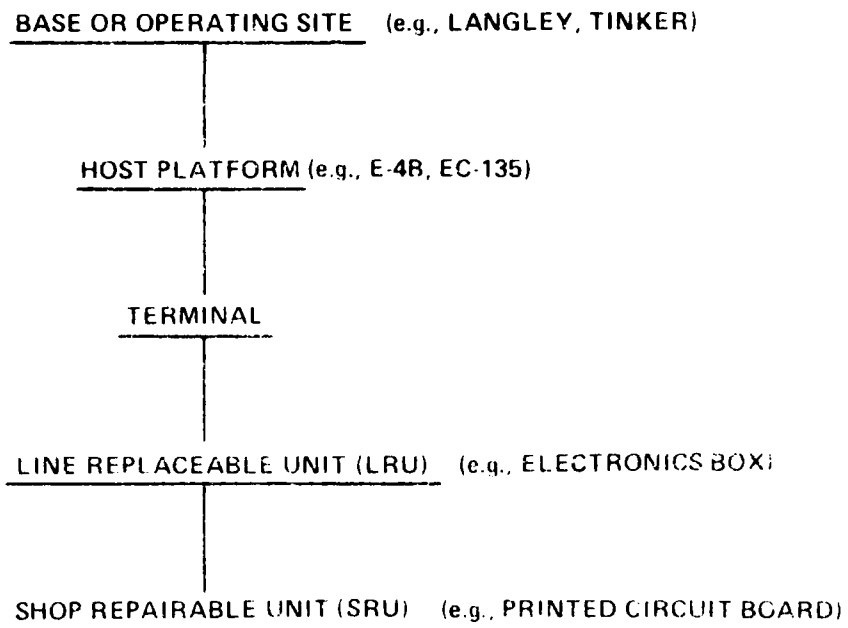 BASE OR OPERATING SITE (e.g., LANGLEY, TINKER)
HOST PLATFORM (e.g., E-4B, EC-135)
TERMINAL
LINE REPLACEABLE UNIT (LRU) (e.g., ELECTRONICS BOX)
SHOP REPAIRABLE UNIT (SRU) (e.g., PRINTED CIRCUIT BOARD)